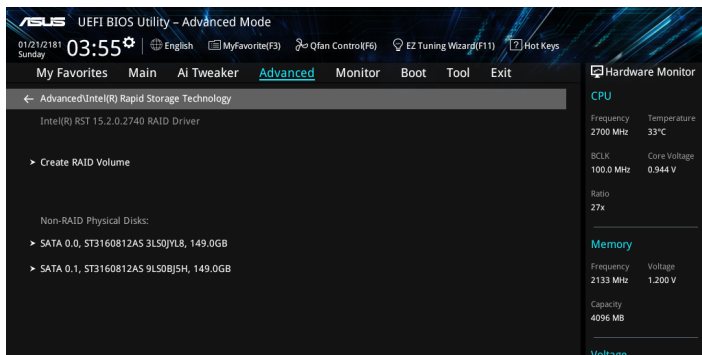 ASUS UEFI BIOS Utility – Advanced Mode
01/21/2181 Sunday 03:55 English MyFavorite(F3) Qfan Control(F6) EZ Tuning Wizard(F11) ? Hot Keys
My Favorites Main Ai Tweaker Advanced Monitor Boot Tool Exit
Advanced\Intel(R) Rapid Storage Technology
Intel(R) RST 15.2.0.2740 RAID Driver
Create RAID Volume
Non-RAID Physical Disks:
SATA 0.0, ST3160812AS 3LS0JYL8, 149.0GB
SATA 0.1, ST3160812AS 9LS0BJ5H, 149.0GB
Hardware Monitor
CPU
Frequency Temperature
2700 MHz 33°C
BCLK Core Voltage
100.0 MHz 0.944 V
Ratio
27x
Memory
Frequency Voltage
2133 MHz 1.200 V
Capacity
4096 MB
Voltage